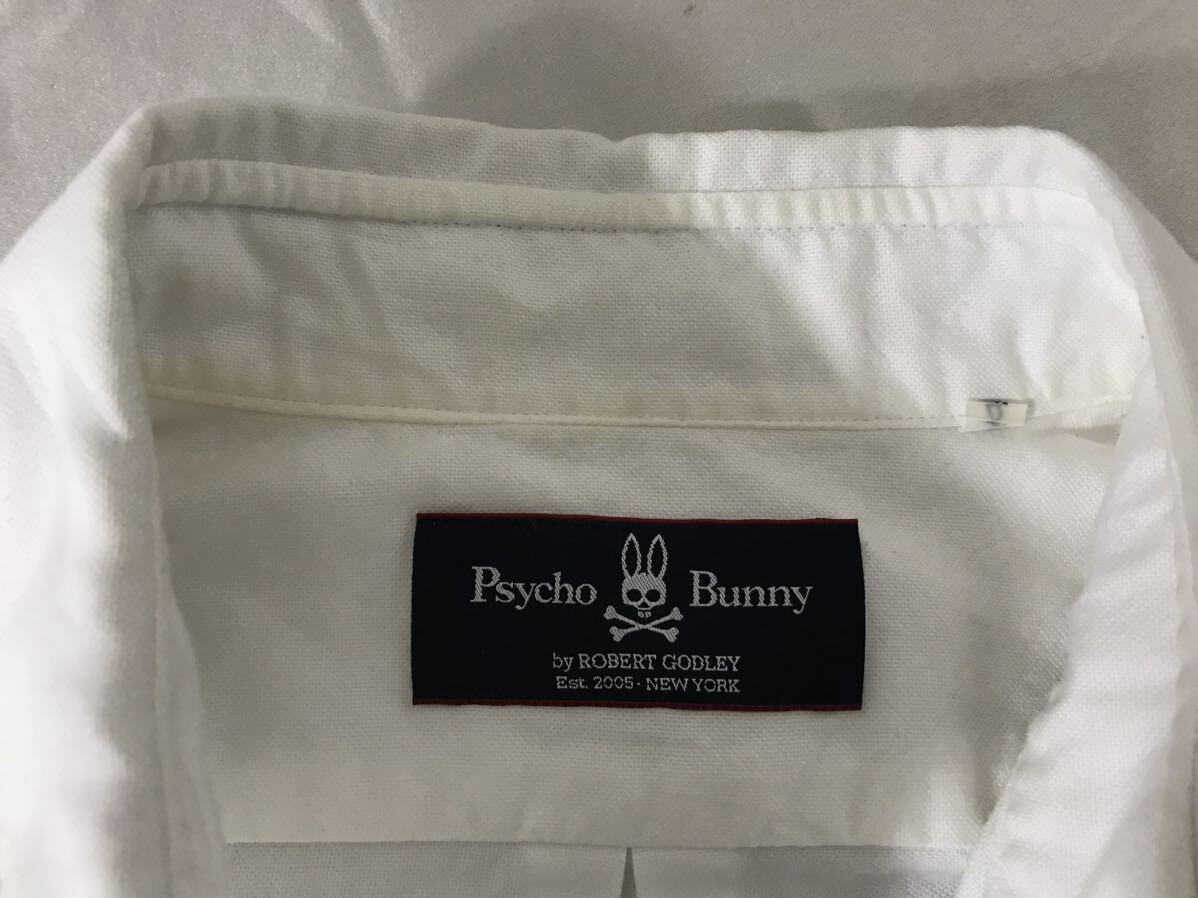 Psycho Bunny
by ROBERT GODLEY
Est. 2005 · NEW YORK